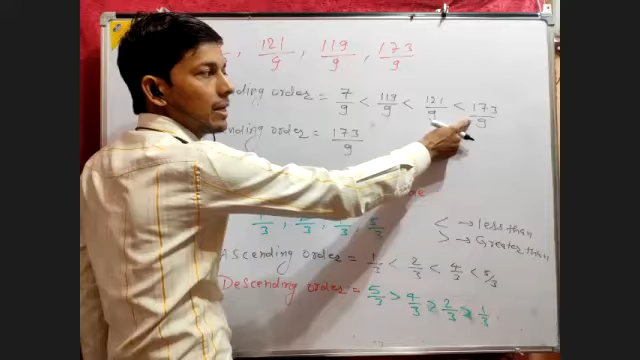 , 121/9 , 119/9 , 173/9
ending order = 7/9 < 119/9 < 121/9 < 173/9
ending order = 173/9
1/3 , 2/3 , 4/3 , 5/3
< → less than
> → Greater than
Ascending order = 1/3 < 2/3 < 4/3 < 5/3
Descending order = 5/3 > 4/3 > 2/3 > 1/3